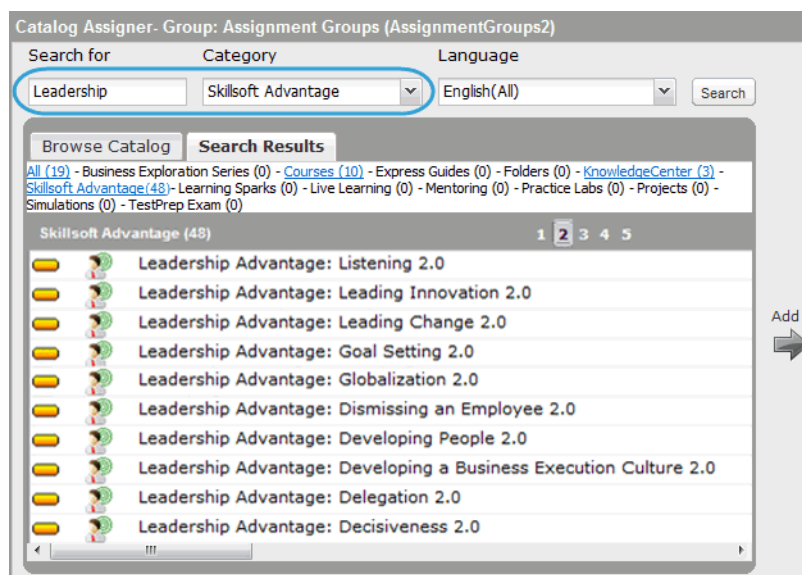 Catalog Assigner- Group: Assignment Groups (AssignmentGroups2)
Search for Category Language
Leadership Skillsoft Advantage English(All) Search
Browse Catalog Search Results
All (19) - Business Exploration Series (0) - Courses (10) - Express Guides (0) - Folders (0) - KnowledgeCenter (3) -
Skillsoft Advantage(48)- Learning Sparks (0) - Live Learning (0) - Mentoring (0) - Practice Labs (0) - Projects (0) -
Simulations (0) - TestPrep Exam (0)
Skillsoft Advantage (48) 1 2 3 4 5
Leadership Advantage: Listening 2.0
Leadership Advantage: Leading Innovation 2.0
Leadership Advantage: Leading Change 2.0
Add
Leadership Advantage: Goal Setting 2.0
Leadership Advantage: Globalization 2.0
Leadership Advantage: Dismissing an Employee 2.0
Leadership Advantage: Developing People 2.0
Leadership Advantage: Developing a Business Execution Culture 2.0
Leadership Advantage: Delegation 2.0
Leadership Advantage: Decisiveness 2.0